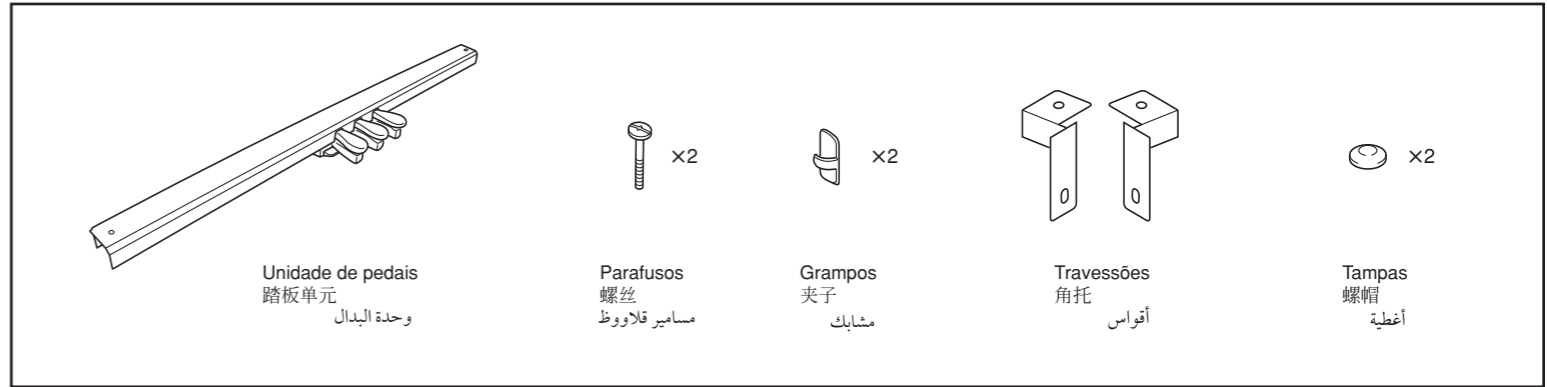 ×2
×2
×2
Unidade de pedais
踏板单元
وحدة البدال
Parafusos
螺丝
مسامير قلاووظ
Grampos
夹子
مشابك
Travessões
角托
أقواس
Tampas
螺帽
أغطية